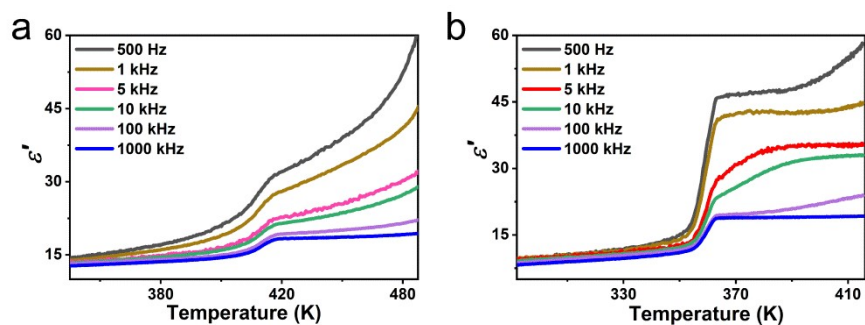 a
60
45
30
15
ε'
500 Hz
1 kHz
5 kHz
10 kHz
100 kHz
1000 kHz
380
420
480
Temperature (K)
b
60
45
30
15
ε'
500 Hz
1 kHz
5 kHz
10 kHz
100 kHz
1000 kHz
330
370
410
Temperature (K)